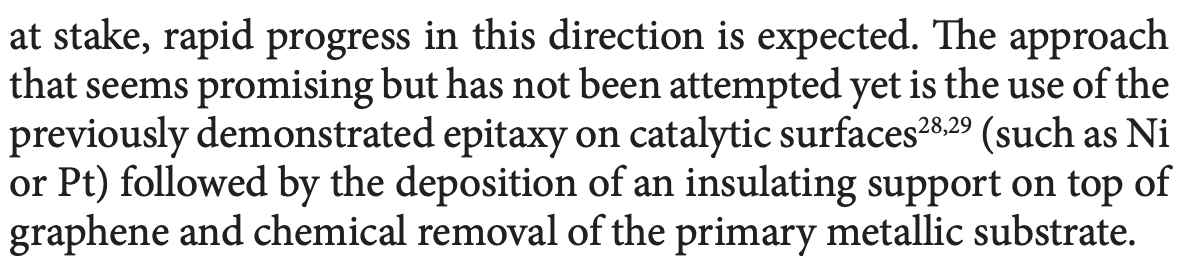 at stake, rapid progress in this direction is expected. The approach
that seems promising but has not been attempted yet is the use of the
previously demonstrated epitaxy on catalytic surfaces28,29 (such as Ni
or Pt) followed by the deposition of an insulating support on top of
graphene and chemical removal of the primary metallic substrate.